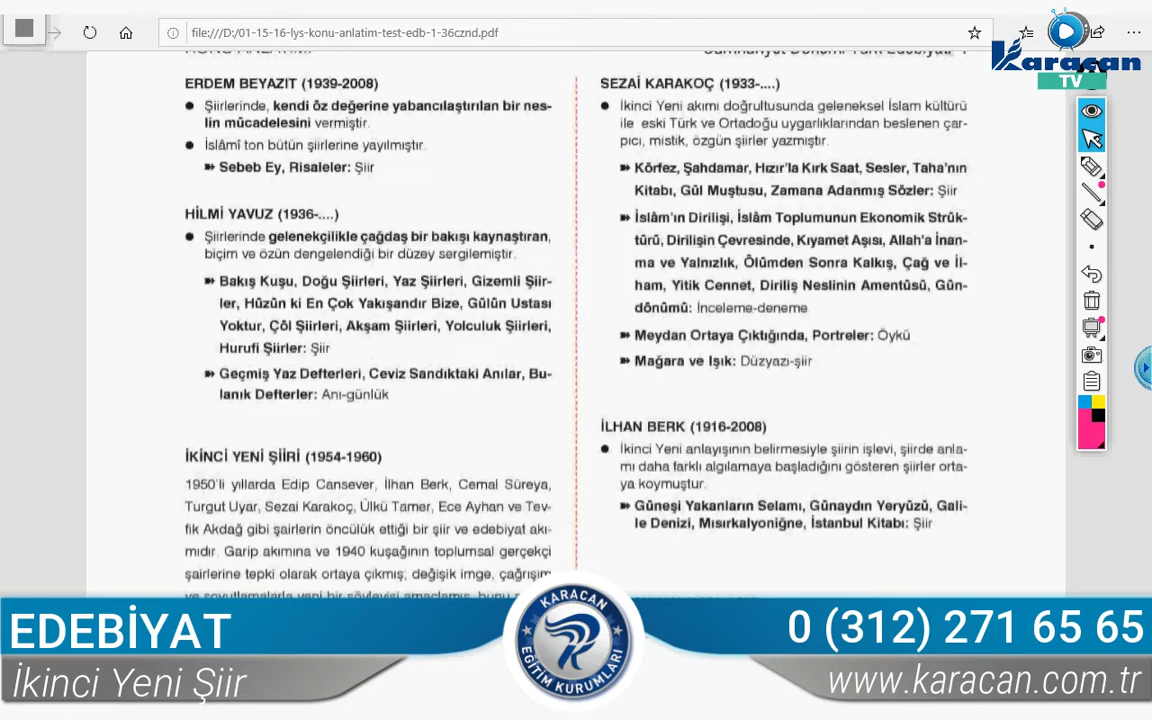 file:///D:/01-15-16-lys-konu-anlatim-test-edb-1-36cznd.pdf
Karacan
TV
ERDEM BEYAZIT (1939-2008)
● Şiirlerinde, kendi öz değerine yabancılaştırılan bir nes-
lin mücadelesini vermiştir.
● İslâmî ton bütün şiirlerine yayılmıştır.
Sebeb Ey, Risaleler: Şiir
HİLMİ YAVUZ (1936-....)
● Şiirlerinde gelenekçilikle çağdaş bir bakışı kaynaştıran,
biçim ve özün dengelendiği bir düzey sergilemiştir.
Bakış Kuşu, Doğu Şiirleri, Yaz Şiirleri, Gizemli Şiir-
ler, Hüzün ki En Çok Yakışandır Bize, Gülün Ustası
Yoktur, Çöl Şiirleri, Akşam Şiirleri, Yolculuk Şiirleri,
Hurufi Şiirler: Şiir
Geçmiş Yaz Defterleri, Ceviz Sandıktaki Anılar, Bu-
lanık Defterler: Anı-günlük
İKİNCİ YENİ ŞİİRİ (1954-1960)
1950'li yıllarda Edip Cansever, İlhan Berk, Cemal Süreya,
Turgut Uyar, Sezai Karakoç, Ülkü Tamer, Ece Ayhan ve Tev-
fik Akdağ gibi şairlerin öncülük ettiği bir şiir ve edebiyat akı-
mıdır. Garip akımına ve 1940 kuşağının toplumsal gerçekçi
şairlerine tepki olarak ortaya çıkmış; değişik imge, çağrışım
SEZAİ KARAKOÇ (1933-....)
● İkinci Yeni akımı doğrultusunda geleneksel İslam kültürü
ile eski Türk ve Ortadoğu uygarlıklarından beslenen çar-
pıcı, mistik, özgün şiirler yazmıştır.
Körfez, Şahdamar, Hızır'la Kırk Saat, Sesler, Taha'nın
Kitabı, Gül Muştusu, Zamana Adanmış Sözler: Şiir
İslâm'ın Dirilişi, İslâm Toplumunun Ekonomik Strük-
türü, Dirilişin Çevresinde, Kıyamet Aşısı, Allah'a İnan-
ma ve Yalnızlık, Ölümden Sonra Kalkış, Çağ ve İl-
ham, Yitik Cennet, Diriliş Neslinin Amentüsü, Gün-
dönümü: İnceleme-deneme
Meydan Ortaya Çıktığında, Portreler: Öykü
Mağara ve Işık: Düzyazı-şiir
İLHAN BERK (1916-2008)
● İkinci Yeni anlayışının belirmesiyle şiirin işlevi, şiirde anla-
mı daha farklı algılamaya başladığını gösteren şiirler orta-
ya koymuştur.
Güneşi Yakanların Selamı, Günaydın Yeryüzü, Gali-
le Denizi, Mısırkalyoniğne, İstanbul Kitabı: Şiir
EDEBİYAT
İkinci Yeni Şiir
KARACAN
EĞİTİM KURUMLARI
0 (312) 271 65 65
www.karacan.com.tr